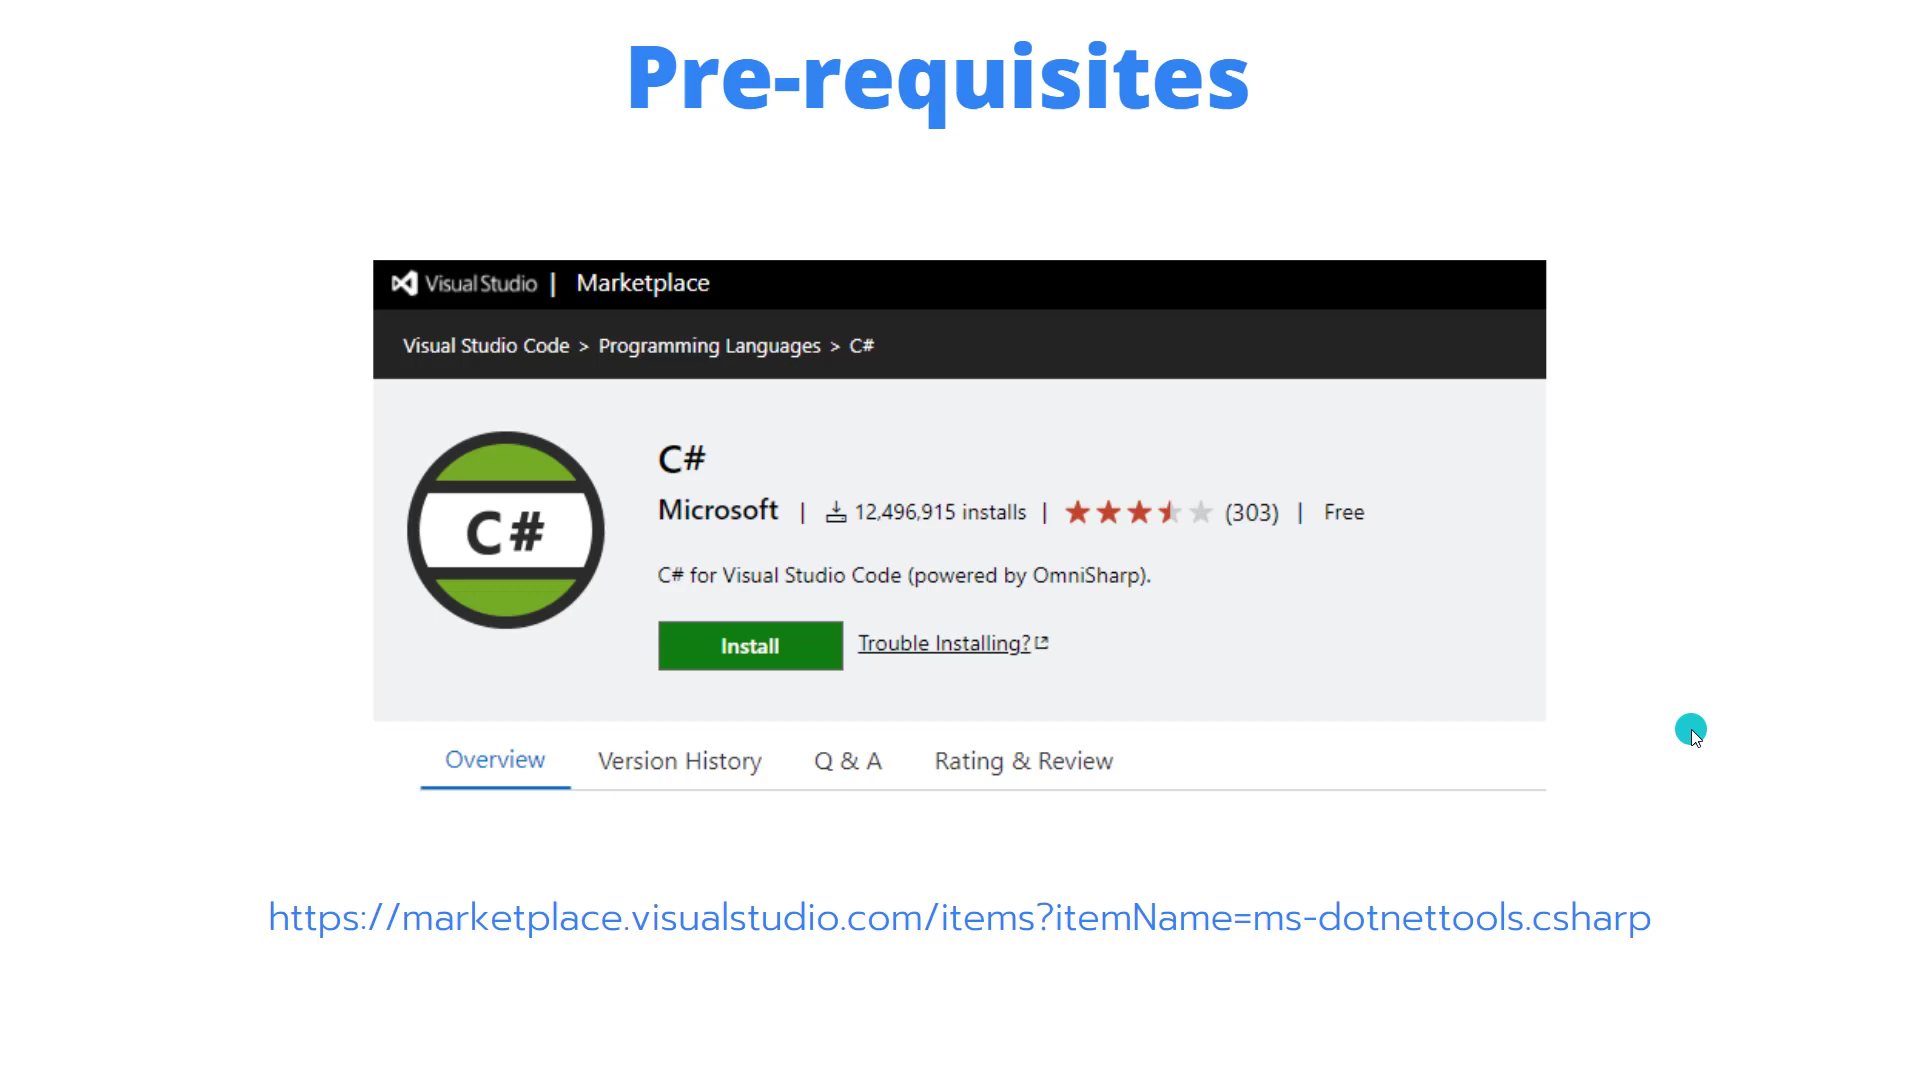 Pre-requisites
Visual Studio | Marketplace
Visual Studio Code > Programming Languages > C#
C#
C#
Microsoft | 12,496,915 installs | (303) | Free
C# for Visual Studio Code (powered by OmniSharp).
Install Trouble Installing?
Overview Version History Q & A Rating & Review
https://marketplace.visualstudio.com/items?itemName=ms-dotnettools.csharp